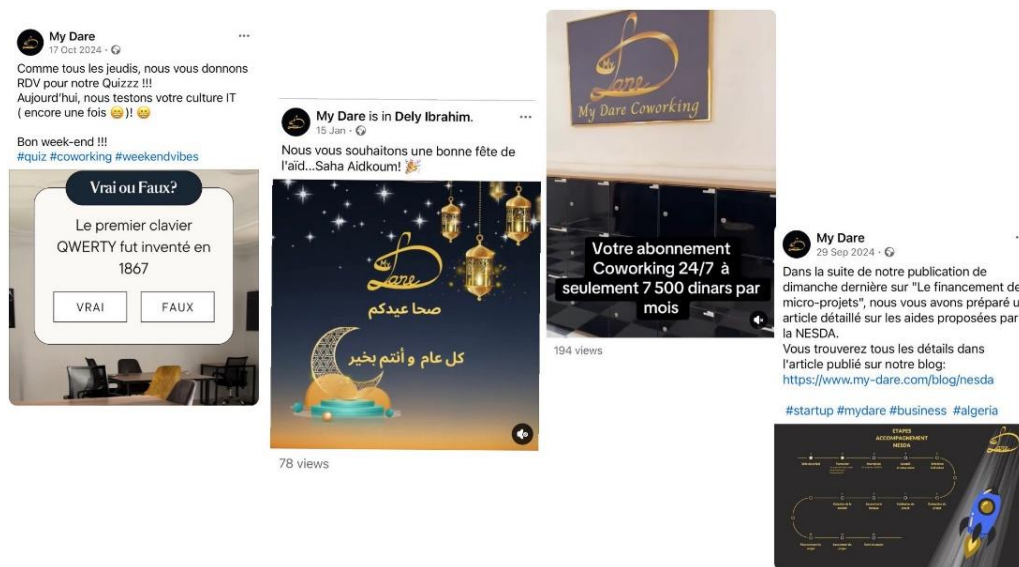 My Dare
17 Oct 2024
Comme tous les jeudis, nous vous donnons
RDV pour notre Quizzz !!!
Aujourd'hui, nous testons votre culture IT
( encore une fois 😁)! 😀
Bon week-end !!!
#quiz #coworking #weekendvibes
Vrai ou Faux?
Le premier clavier
QWERTY fut inventé en
1867
VRAI
FAUX
My Dare is in Dely Ibrahim.
15 Jan
Nous vous souhaitons une bonne fête de
l'aïd...Saha Aidkoum! 🎉
My Dare
صحا عيدكم
كل عام و أنتم بخير
78 views
My Dare
My Dare Coworking
Votre abonnement
Coworking 24/7 à
seulement 7 500 dinars par
mois
194 views
My Dare
29 Sep 2024
Dans la suite de notre publication de
dimanche dernière sur "Le financement de
micro-projets", nous vous avons préparé u
article détaillé sur les aides proposées par
la NESDA.
Vous trouverez tous les détails dans
l'article publié sur notre blog:
https://www.my-dare.com/blog/nesda
#startup #mydare #business #algeria
ETAPES
ACCOMPAGNEMENT
NESDA